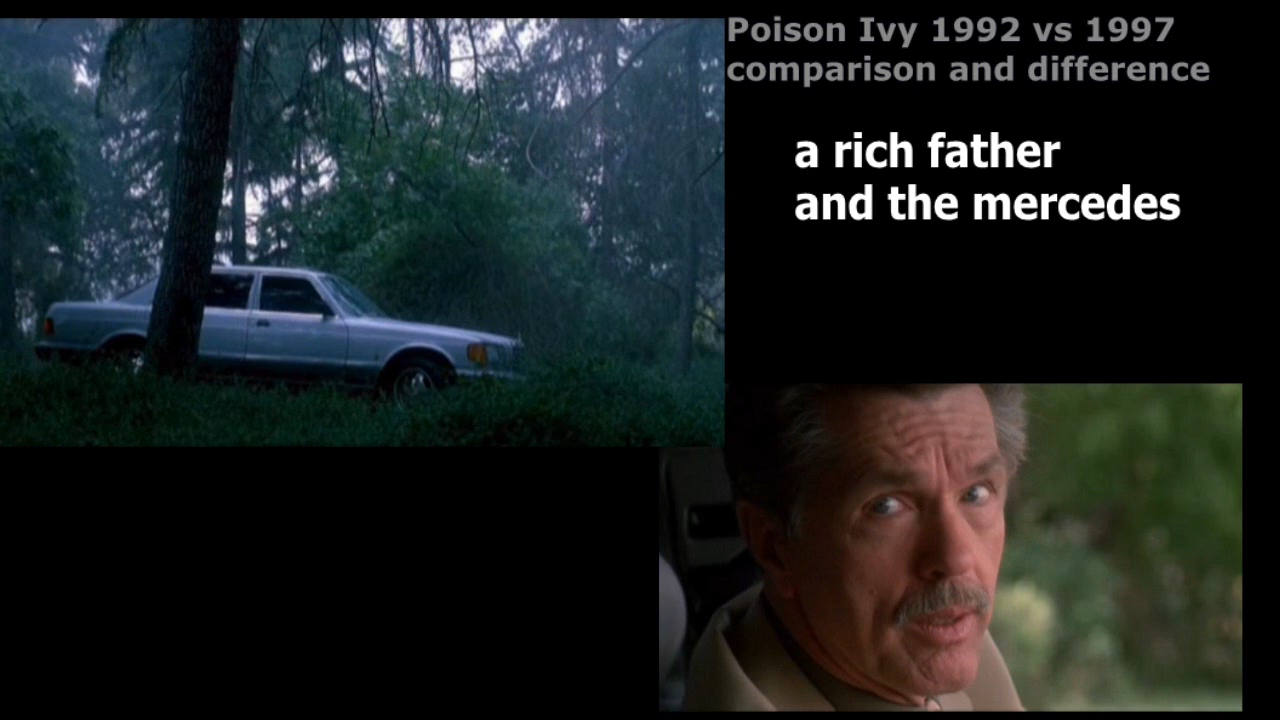 Poison Ivy 1992 vs 1997
comparison and difference
a rich father
and the mercedes